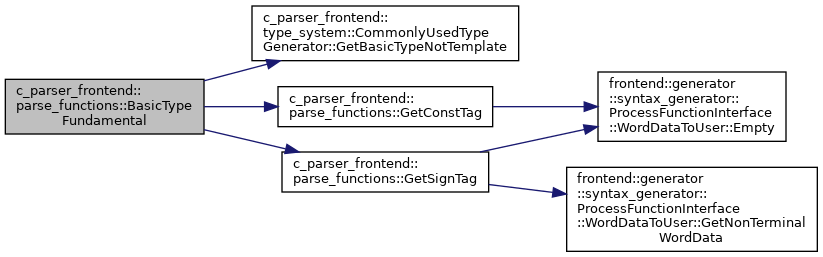 c_parser_frontend::
parse_functions::BasicType
Fundamental
c_parser_frontend::
type_system::CommonlyUsedType
Generator::GetBasicTypeNotTemplate
c_parser_frontend::
parse_functions::GetConstTag
c_parser_frontend::
parse_functions::GetSignTag
frontend::generator
::syntax_generator::
ProcessFunctionInterface
::WordDataToUser::Empty
frontend::generator
::syntax_generator::
ProcessFunctionInterface
::WordDataToUser::GetNonTerminal
WordData